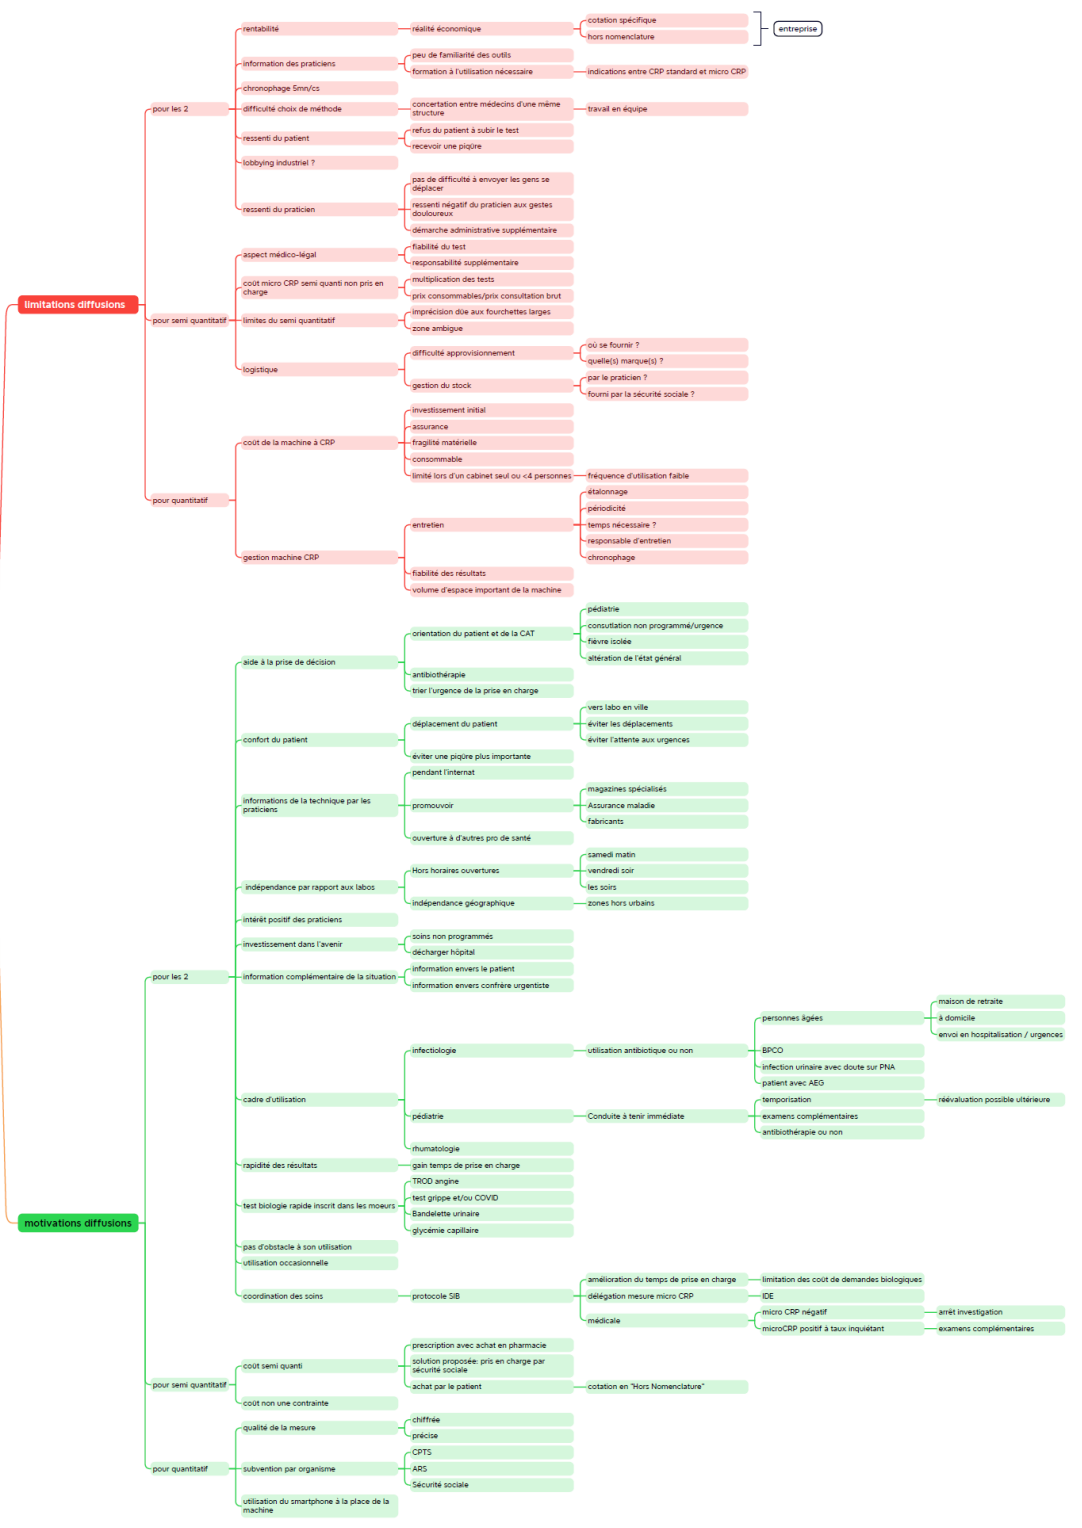 limitations diffusions
pour les 2
rentabilité
réalité économique
cotation spécifique
hors nomenclature
entreprise
information des praticiens
peu de familiarité des outils
formation à l'utilisation nécessaire
indications entre CRP standard et micro CRP
chronophage 5mn/cs
difficulté choix de méthode
concertation entre médecins d'une même
structure
travail en équipe
ressenti du patient
refus du patient à subir le test
recevoir une piqûre
lobbying industriel ?
ressenti du praticien
pas de difficulté à envoyer les gens se
déplacer
ressenti négatif du praticien aux gestes
douloureux
démarche administrative supplémentaire
pour semi quantitatif
aspect médico-légal
fiabilité du test
responsabilité supplémentaire
coût micro CRP semi quanti non pris en
charge
multiplication des tests
prix consommables/prix consultation brut
limites du semi quantitatif
imprécision dûe aux fourchettes larges
zone ambigue
logistique
difficulté approvisionnement
où se fournir ?
quelle(s) marque(s) ?
gestion du stock
par le praticien ?
fourni par la sécurité sociale ?
pour quantitatif
coût de la machine à CRP
investissement initial
assurance
fragilité matérielle
consommable
limité lors d'un cabinet seul ou <4 personnes
fréquence d'utilisation faible
gestion machine CRP
entretien
étalonnage
périodicité
temps nécessaire ?
responsable d'entretien
chronophage
fiabilité des résultats
volume d'espace important de la machine
motivations diffusions
pour les 2
aide à la prise de décision
orientation du patient et de la CAT
pédiatrie
consutlation non programmé/urgence
fièvre isolée
altération de l'état général
antibiothérapie
trier l'urgence de la prise en charge
confort du patient
déplacement du patient
vers labo en ville
éviter les déplacements
éviter l'attente aux urgences
éviter une piqûre plus importante
informations de la technique par les
praticiens
pendant l'internat
promouvoir
magazines spécialisés
Assurance maladie
fabricants
ouverture à d'autres pro de santé
indépendance par rapport aux labos
Hors horaires ouvertures
samedi matin
vendredi soir
les soirs
indépendance géographique
zones hors urbains
intérêt positif des praticiens
investissement dans l'avenir
soins non programmés
décharger hôpital
information complémentaire de la situation
information envers le patient
information envers confrère urgentiste
cadre d'utilisation
infectiologie
utilisation antibiotique ou non
personnes âgées
maison de retraite
à domicile
envoi en hospitalisation / urgences
BPCO
infection urinaire avec doute sur PNA
patient avec AEG
pédiatrie
Conduite à tenir immédiate
temporisation
réévaluation possible ultérieure
examens complémentaires
antibiothérapie ou non
rhumatologie
rapidité des résultats
gain temps de prise en charge
test biologie rapide inscrit dans les moeurs
TROD angine
test grippe et/ou COVID
Bandelette urinaire
glycémie capillaire
pas d'obstacle à son utilisation
utilisation occasionnelle
coordination des soins
protocole SIB
amélioration du temps de prise en charge
limitation des coût de demandes biologiques
délégation mesure micro CRP
IDE
médicale
micro CRP négatif
arrêt investigation
microCRP positif à taux inquiétant
examens complémentaires
pour semi quantitatif
coût semi quanti
prescription avec achat en pharmacie
solution proposée: pris en charge par
sécurité sociale
achat par le patient
cotation en "Hors Nomenclature"
coût non une contrainte
pour quantitatif
qualité de la mesure
chiffrée
précise
subvention par organisme
CPTS
ARS
Sécurité sociale
utilisation du smartphone à la place de la
machine